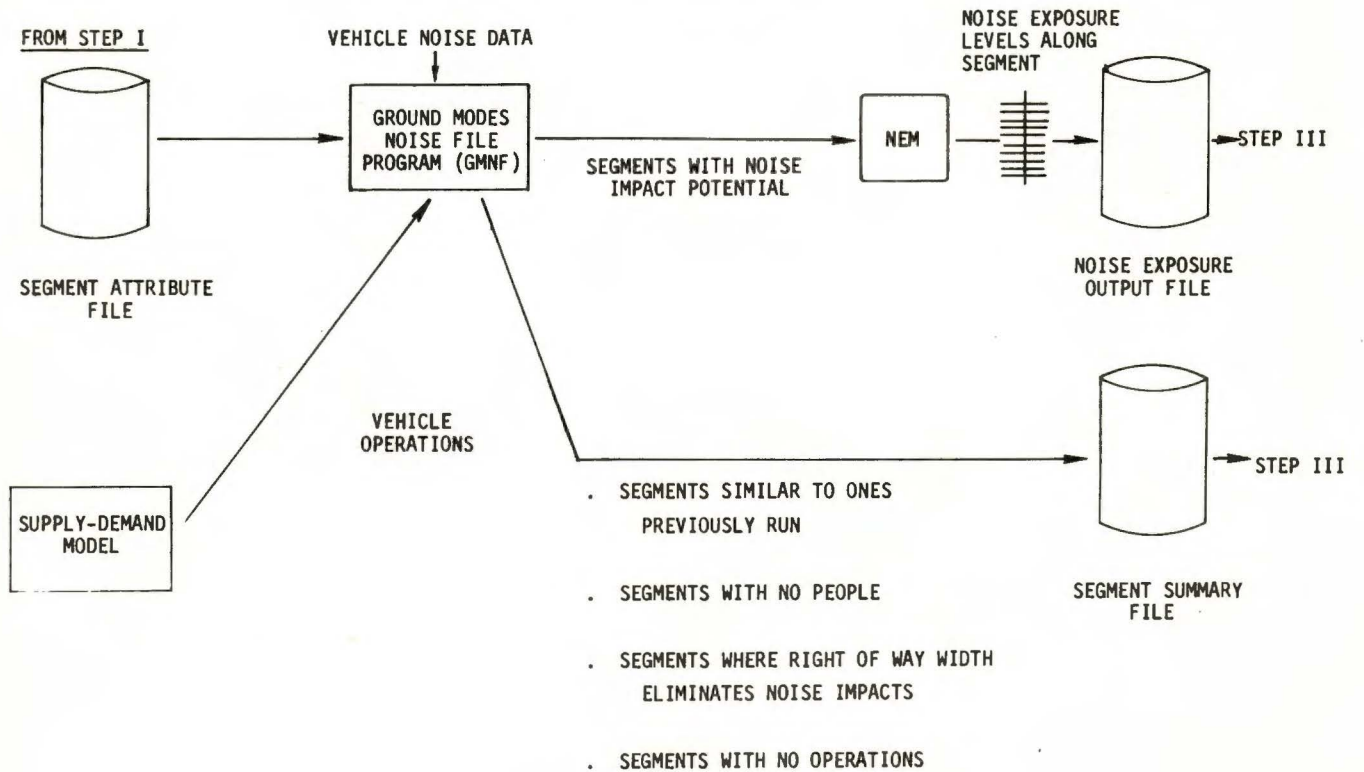 FROM STEP I
VEHICLE NOISE DATA
NOISE EXPOSURE
LEVELS ALONG
SEGMENT
GROUND MODES
NOISE FILE
PROGRAM (GMNF)
NEM
STEP III
SEGMENTS WITH NOISE
IMPACT POTENTIAL
SEGMENT ATTRIBUTE
FILE
NOISE EXPOSURE
OUTPUT FILE
VEHICLE
OPERATIONS
STEP III
SUPPLY-DEMAND
MODEL
. SEGMENTS SIMILAR TO ONES
PREVIOUSLY RUN
. SEGMENTS WITH NO PEOPLE
SEGMENT SUMMARY
FILE
. SEGMENTS WHERE RIGHT OF WAY WIDTH
ELIMINATES NOISE IMPACTS
. SEGMENTS WITH NO OPERATIONS